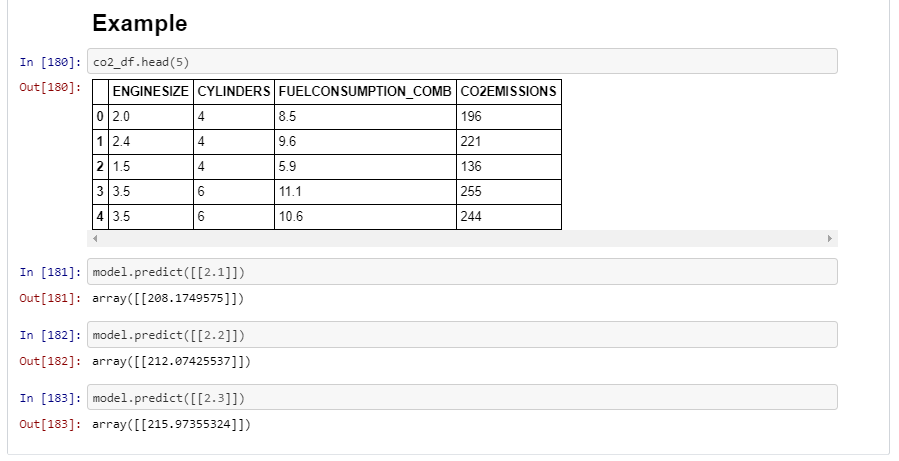 Example
In [180]: co2_df.head(5)
Out[180]:
ENGINESIZE CYLINDERS FUELCONSUMPTION_COMB CO2EMISSIONS
0 2.0 4 8.5 196
1 2.4 4 9.6 221
2 1.5 4 5.9 136
3 3.5 6 11.1 255
4 3.5 6 10.6 244
In [181]: model.predict([[2.1]])
Out[181]: array([[208.1749575]])
In [182]: model.predict([[2.2]])
Out[182]: array([[212.07425537]])
In [183]: model.predict([[2.3]])
Out[183]: array([[215.97355324]])